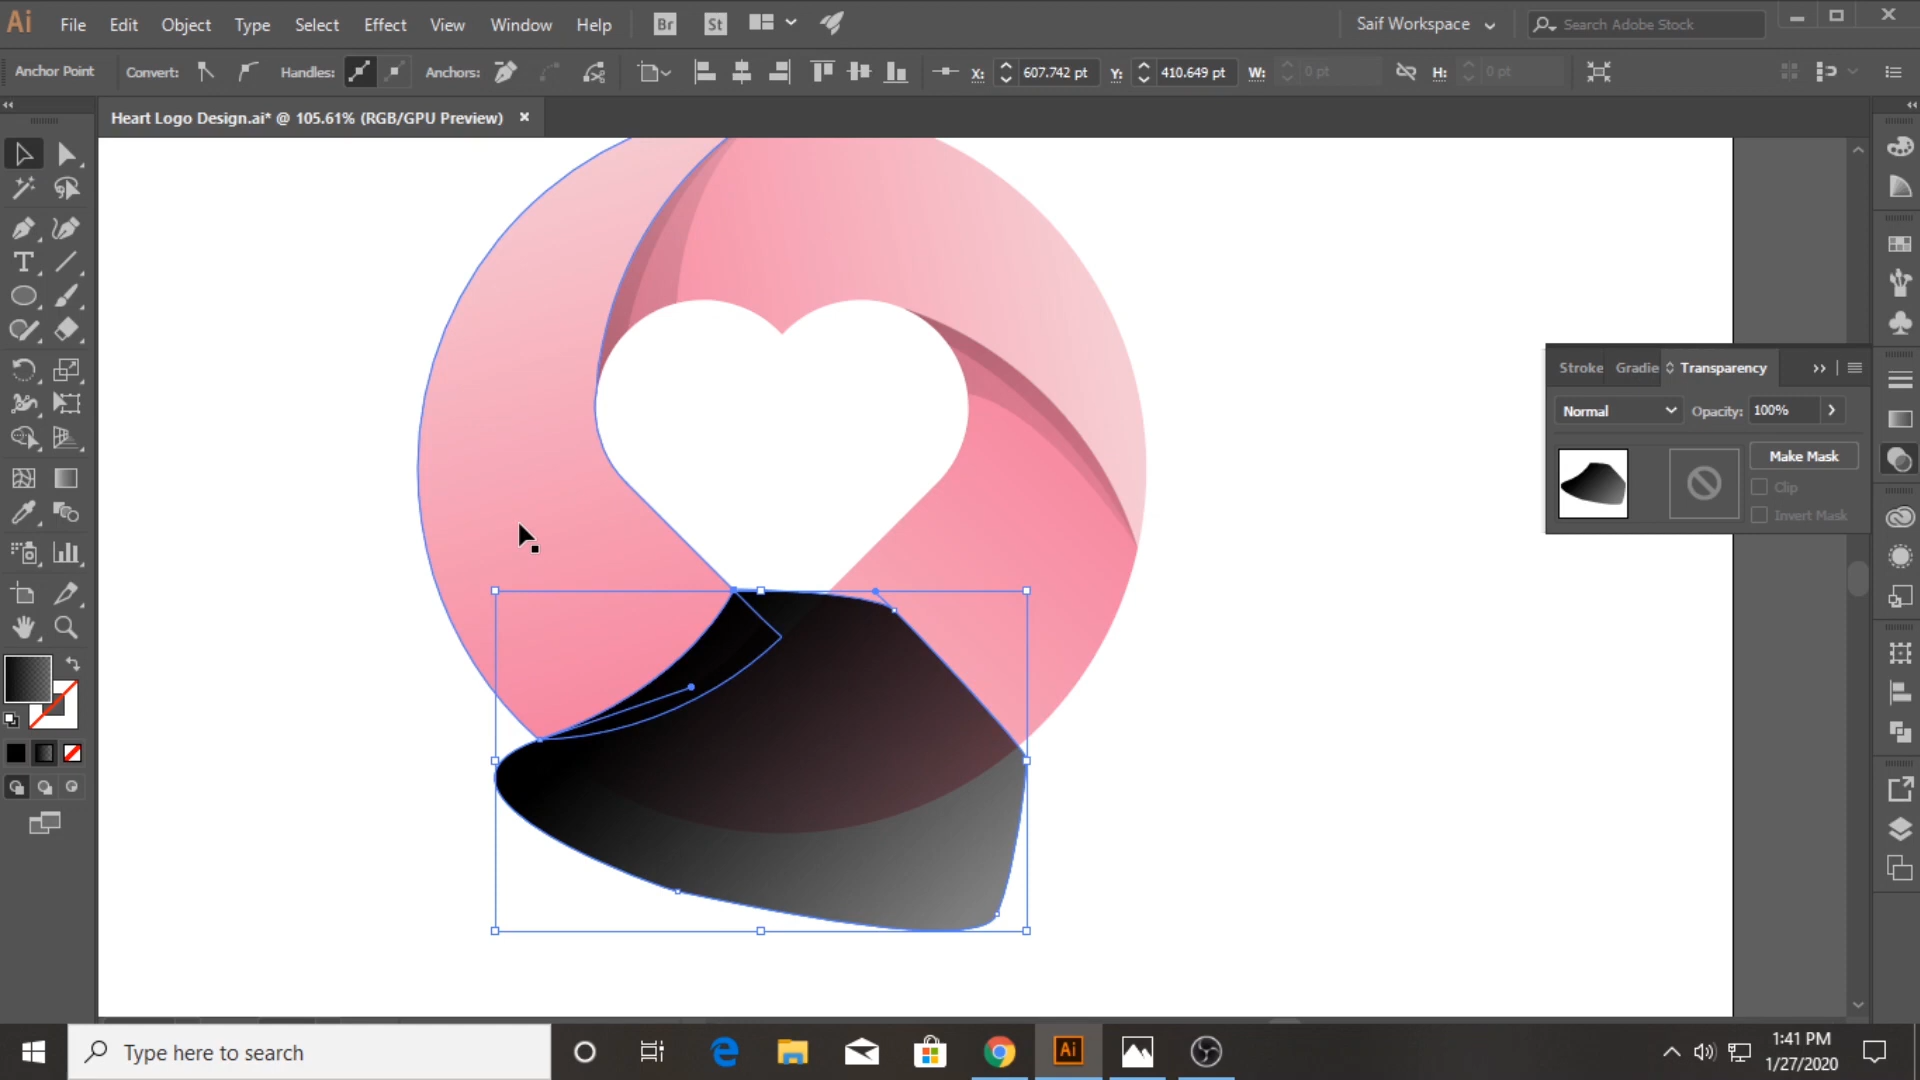 Ai File Edit Object Type Select Effect View Window Help Br St Saif Workspace Search Adobe Stock
Anchor Point Convert: Handles: Anchors: X: 607.742 pt Y: 410.649 pt W: 0 pt H: 0 pt
Heart Logo Design.ai* @ 105.61% (RGB/GPU Preview)
Stroke Gradie Transparency
Normal Opacity: 100%
Make Mask
Clip
Invert Mask
Type here to search Ai
1:41 PM
1/27/2020